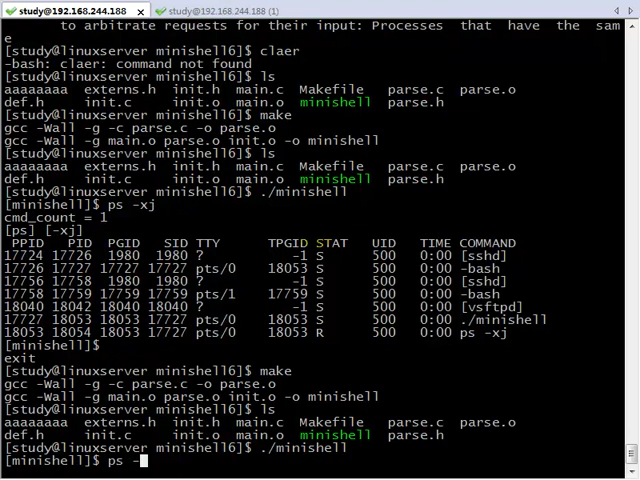 study@192.168.244.188
study@192.168.244.188 (1)
to arbitrate requests for their input: Processes that have the sam
e
[study@linuxserver minishell6]$ claer
-bash: claer: command not found
[study@linuxserver minishell6]$ ls
aaaaaaaa externs.h init.h main.c Makefile parse.c parse.o
def.h init.c init.o main.o minishell parse.h
[study@linuxserver minishell6]$ make
gcc -Wall -g -c parse.c -o parse.o
gcc -Wall -g main.o parse.o init.o -o minishell
[study@linuxserver minishell6]$ ls
aaaaaaaa externs.h init.h main.c Makefile parse.c parse.o
def.h init.c init.o main.o minishell parse.h
[study@linuxserver minishell6]$ ./minishell
[minishell]$ ps -xj
cmd_count = 1
[ps] [-xj]
PPID PID PGID SID TTY TPGID STAT UID TIME COMMAND
17724 17726 1980 1980 ? -1 S 500 0:00 [sshd]
17726 17727 17727 17727 pts/0 18053 S 500 0:00 -bash
17756 17758 1980 1980 ? -1 S 500 0:00 [sshd]
17758 17759 17759 17759 pts/1 17759 S 500 0:00 -bash
18040 18042 18040 18040 ? -1 S 500 0:00 [vsftpd]
17727 18053 18053 17727 pts/0 18053 S 500 0:00 ./minishell
18053 18054 18053 17727 pts/0 18053 R 500 0:00 ps -xj
[minishell]$
exit
[study@linuxserver minishell6]$ make
gcc -Wall -g -c parse.c -o parse.o
gcc -Wall -g main.o parse.o init.o -o minishell
[study@linuxserver minishell6]$ ls
aaaaaaaa externs.h init.h main.c Makefile parse.c parse.o
def.h init.c init.o main.o minishell parse.h
[study@linuxserver minishell6]$ ./minishell
[minishell]$ ps -